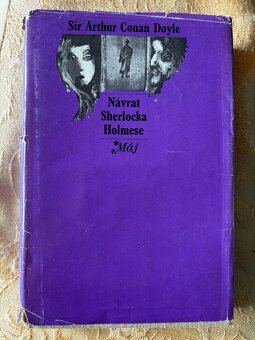 Sir Arthur Conan Doyle
Návrat
Sherlocka
Holmese
Máj